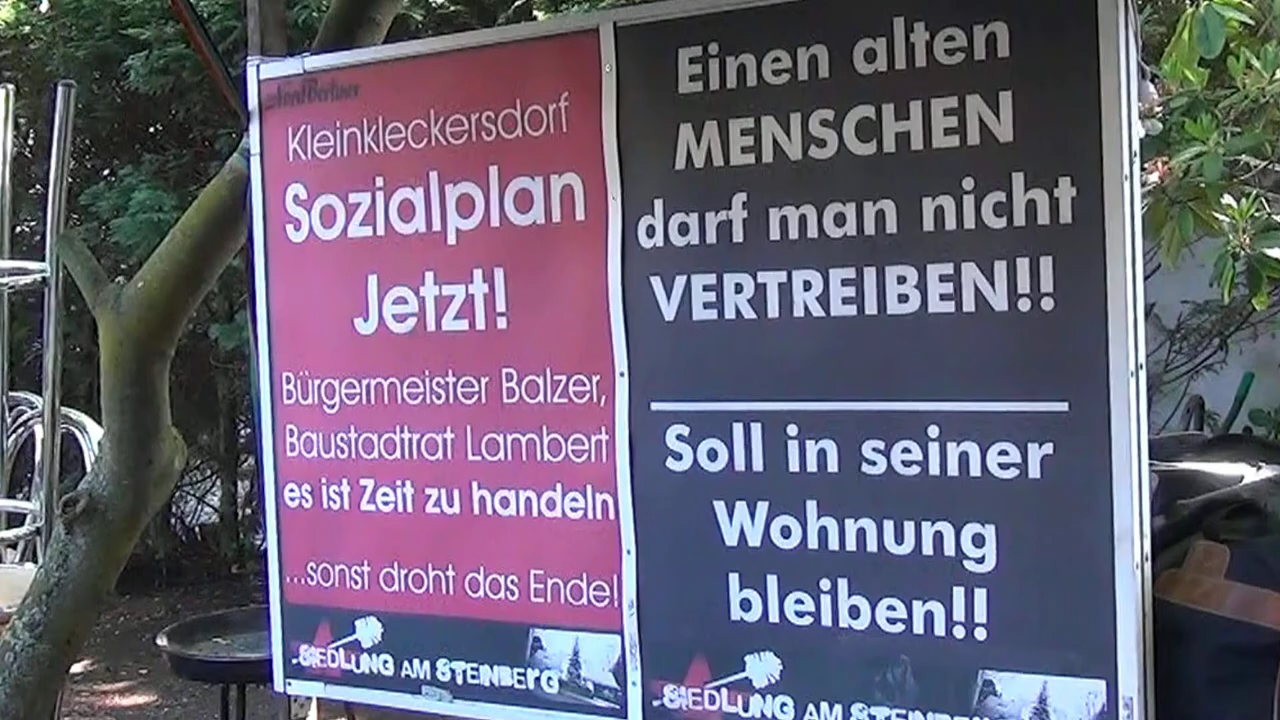 Kleinkleckersdorf
Sozialplan
Jetzt!
Bürgermeister Balzer,
Baustadtrat Lambert
es ist Zeit zu handeln
...sonst droht das Ende!
SIEDLUNG AM STEINBERG
Einen alten
MENSCHEN
darf man nicht
VERTREIBEN!!
Soll in seiner
Wohnung
bleiben!!
SIEDLUNG AM